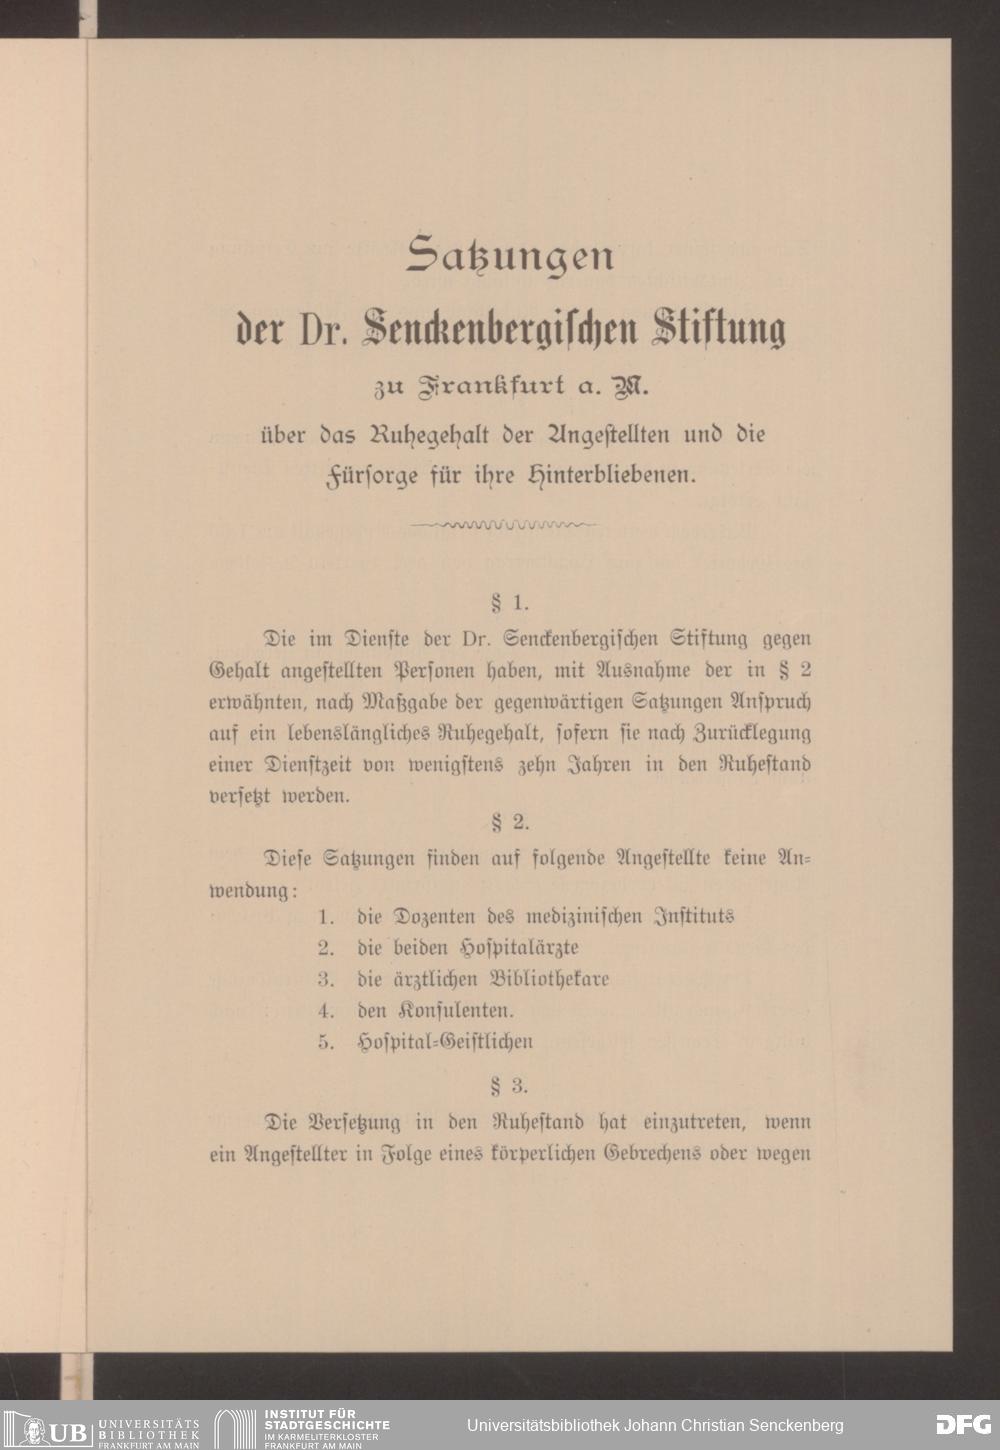 Satzungen
der Dr. Senckenbergischen Stiftung
zu Frankfurt a. M.
über das Ruhegehalt der Angestellten und die
Fürsorge für ihre Hinterbliebenen.
§ 1.
Die im Dienste der Dr. Senckenbergischen Stiftung gegen
Gehalt angestellten Personen haben, mit Ausnahme der in § 2
erwähnten, nach Maßgabe der gegenwärtigen Satzungen Anspruch
auf ein lebenslängliches Ruhegehalt, sofern sie nach Zurücklegung
einer Dienstzeit von wenigstens zehn Jahren in den Ruhestand
versetzt werden.
§ 2.
Diese Satzungen finden auf folgende Angestellte keine An-
wendung:
1. die Dozenten des medizinischen Instituts
2. die beiden Hospitalärzte
3. die ärztlichen Bibliothekare
4. den Konsulenten.
5. Hospital-Geistlichen
§ 3.
Die Versetzung in den Ruhestand hat einzutreten, wenn
ein Angestellter in Folge eines körperlichen Gebrechens oder wegen
UB UNIVERSITÄTS
BIBLIOTHEK
FRANKFURT AM MAIN
INSTITUT FÜR
STADTGESCHICHTE
IM KARMELITERKLOSTER
FRANKFURT AM MAIN
Universitätsbibliothek Johann Christian Senckenberg
DFG